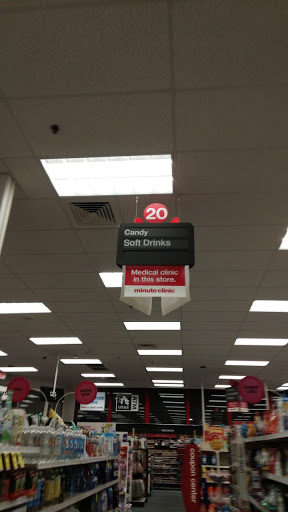 20
Candy
Soft Drinks
Medical clinic
in this store.
minute clinic
coupon center